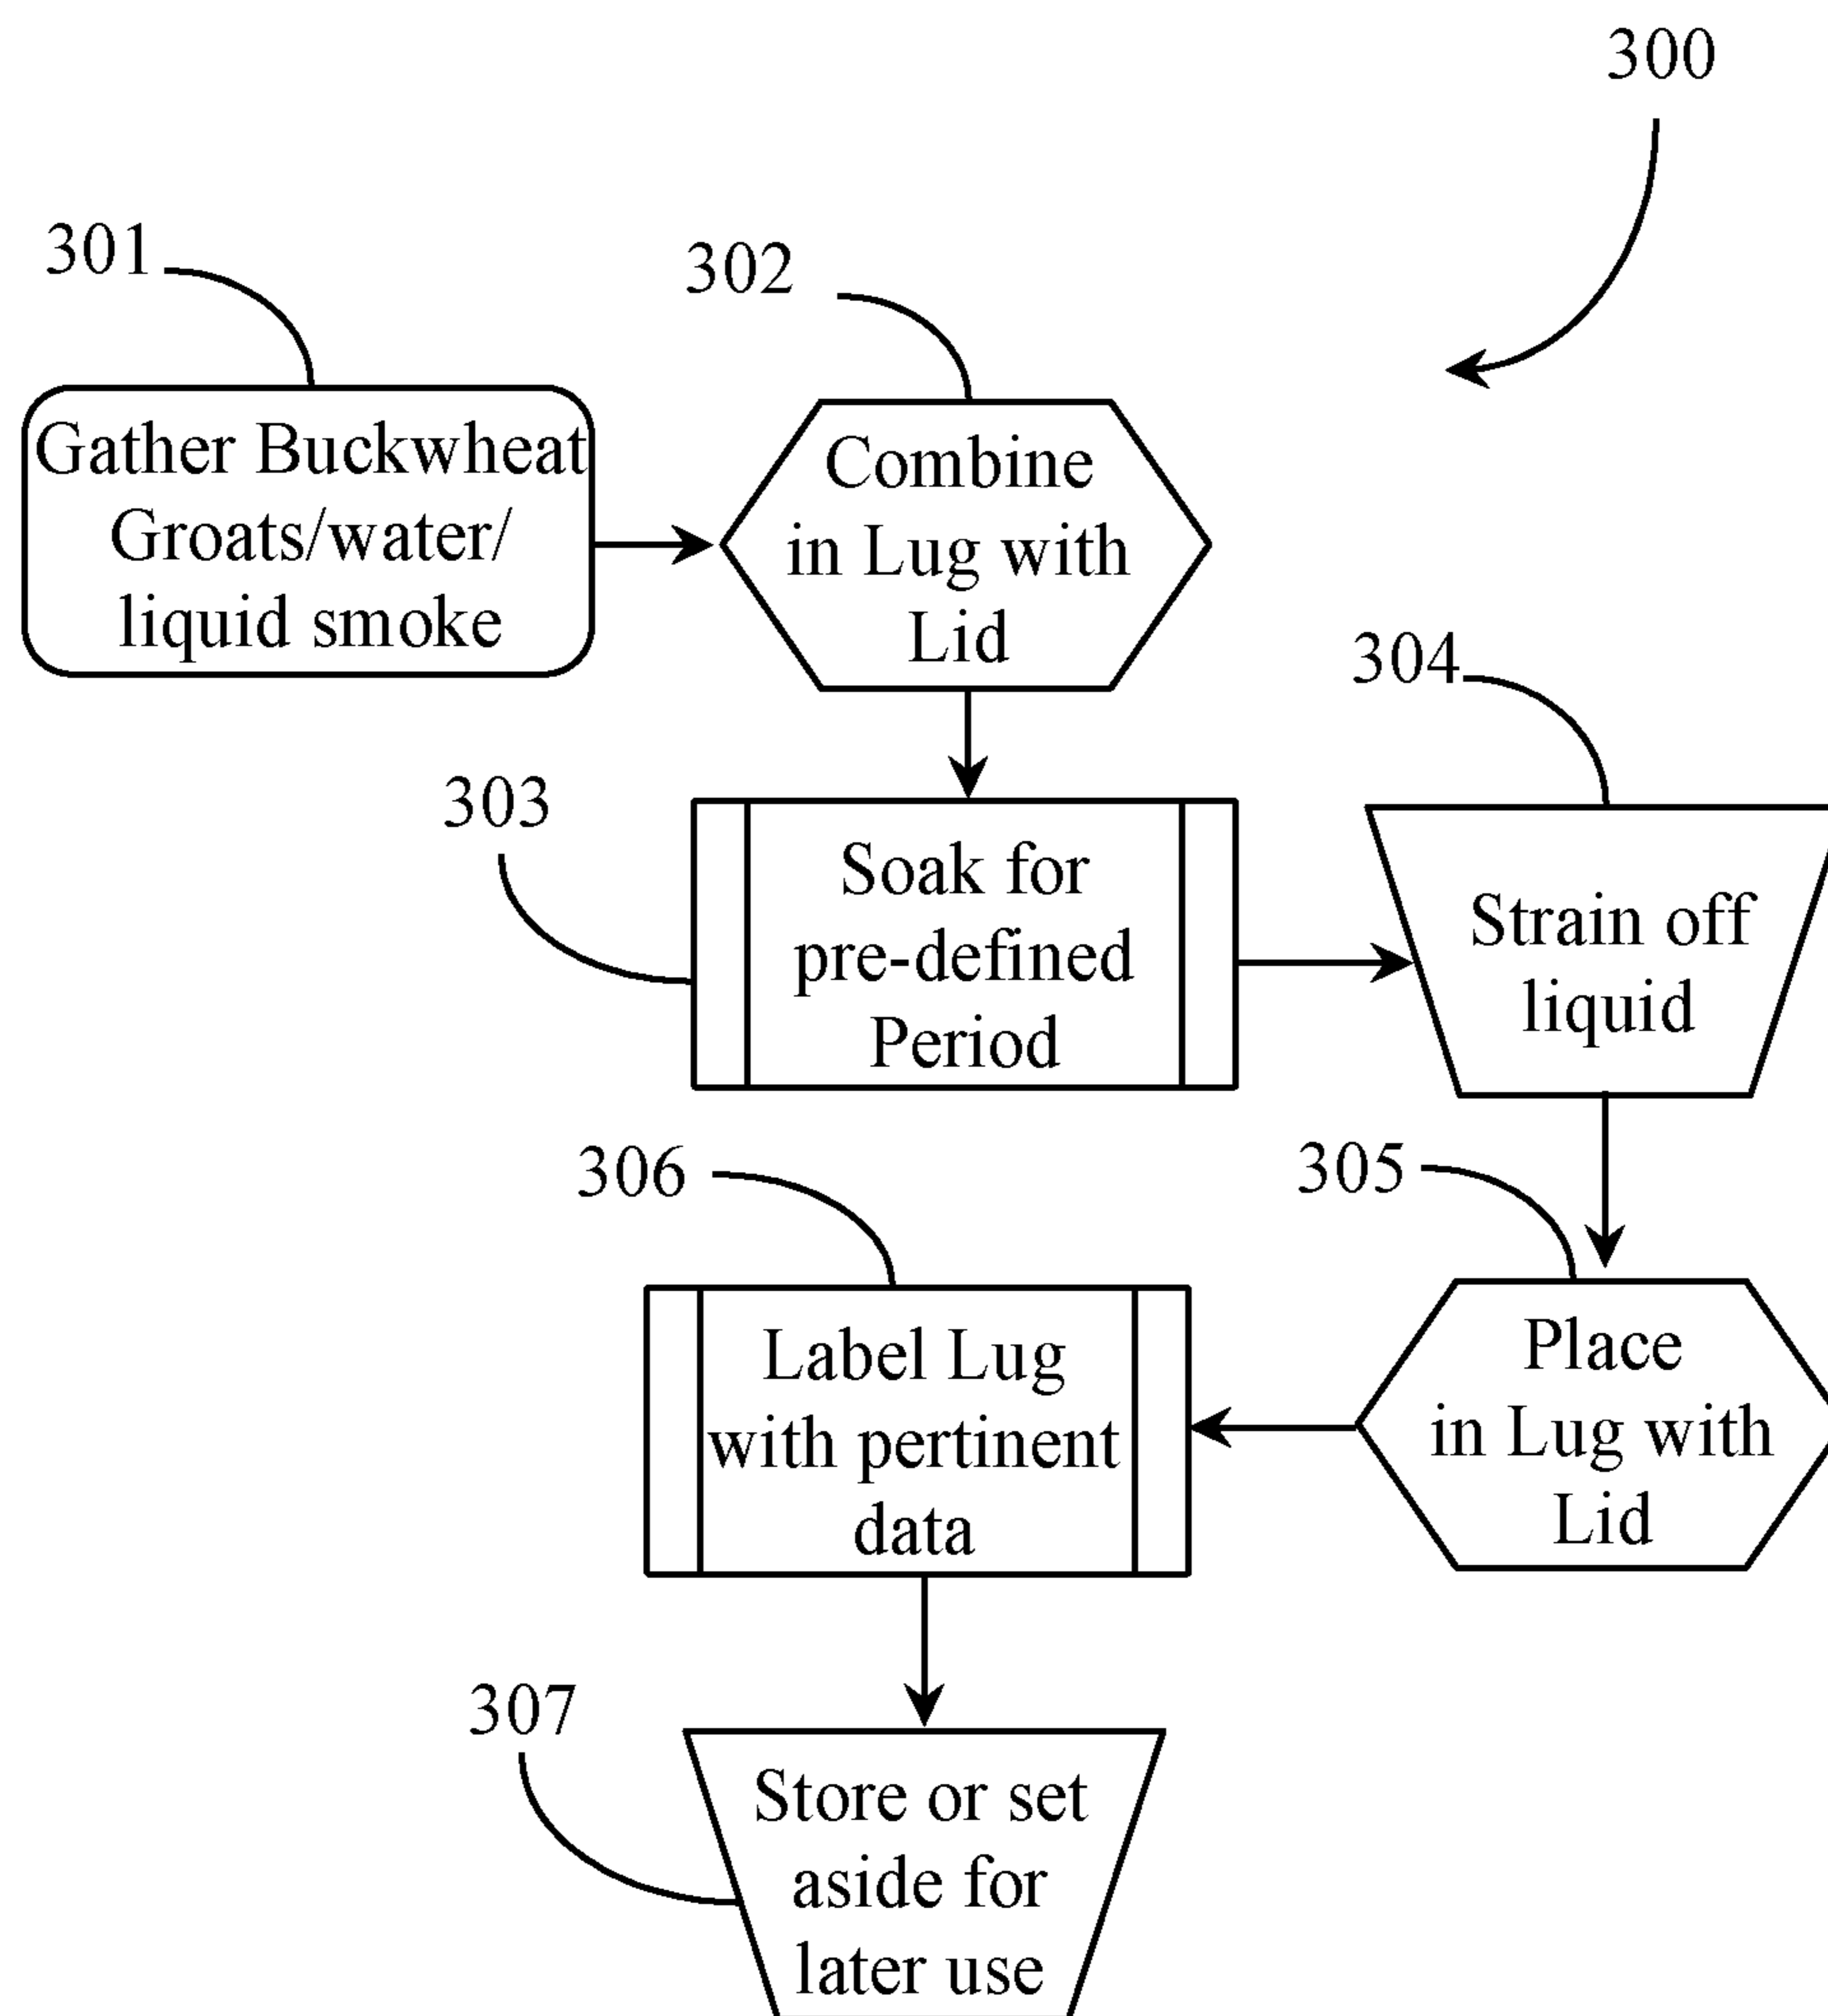 300
301
Gather Buckwheat
Groats/water/
liquid smoke
302
Combine
in Lug with
Lid
303
Soak for
pre-defined
Period
304
Strain off
liquid
305
Place
in Lug with
Lid
306
Label Lug
with pertinent
data
307
Store or set
aside for
later use